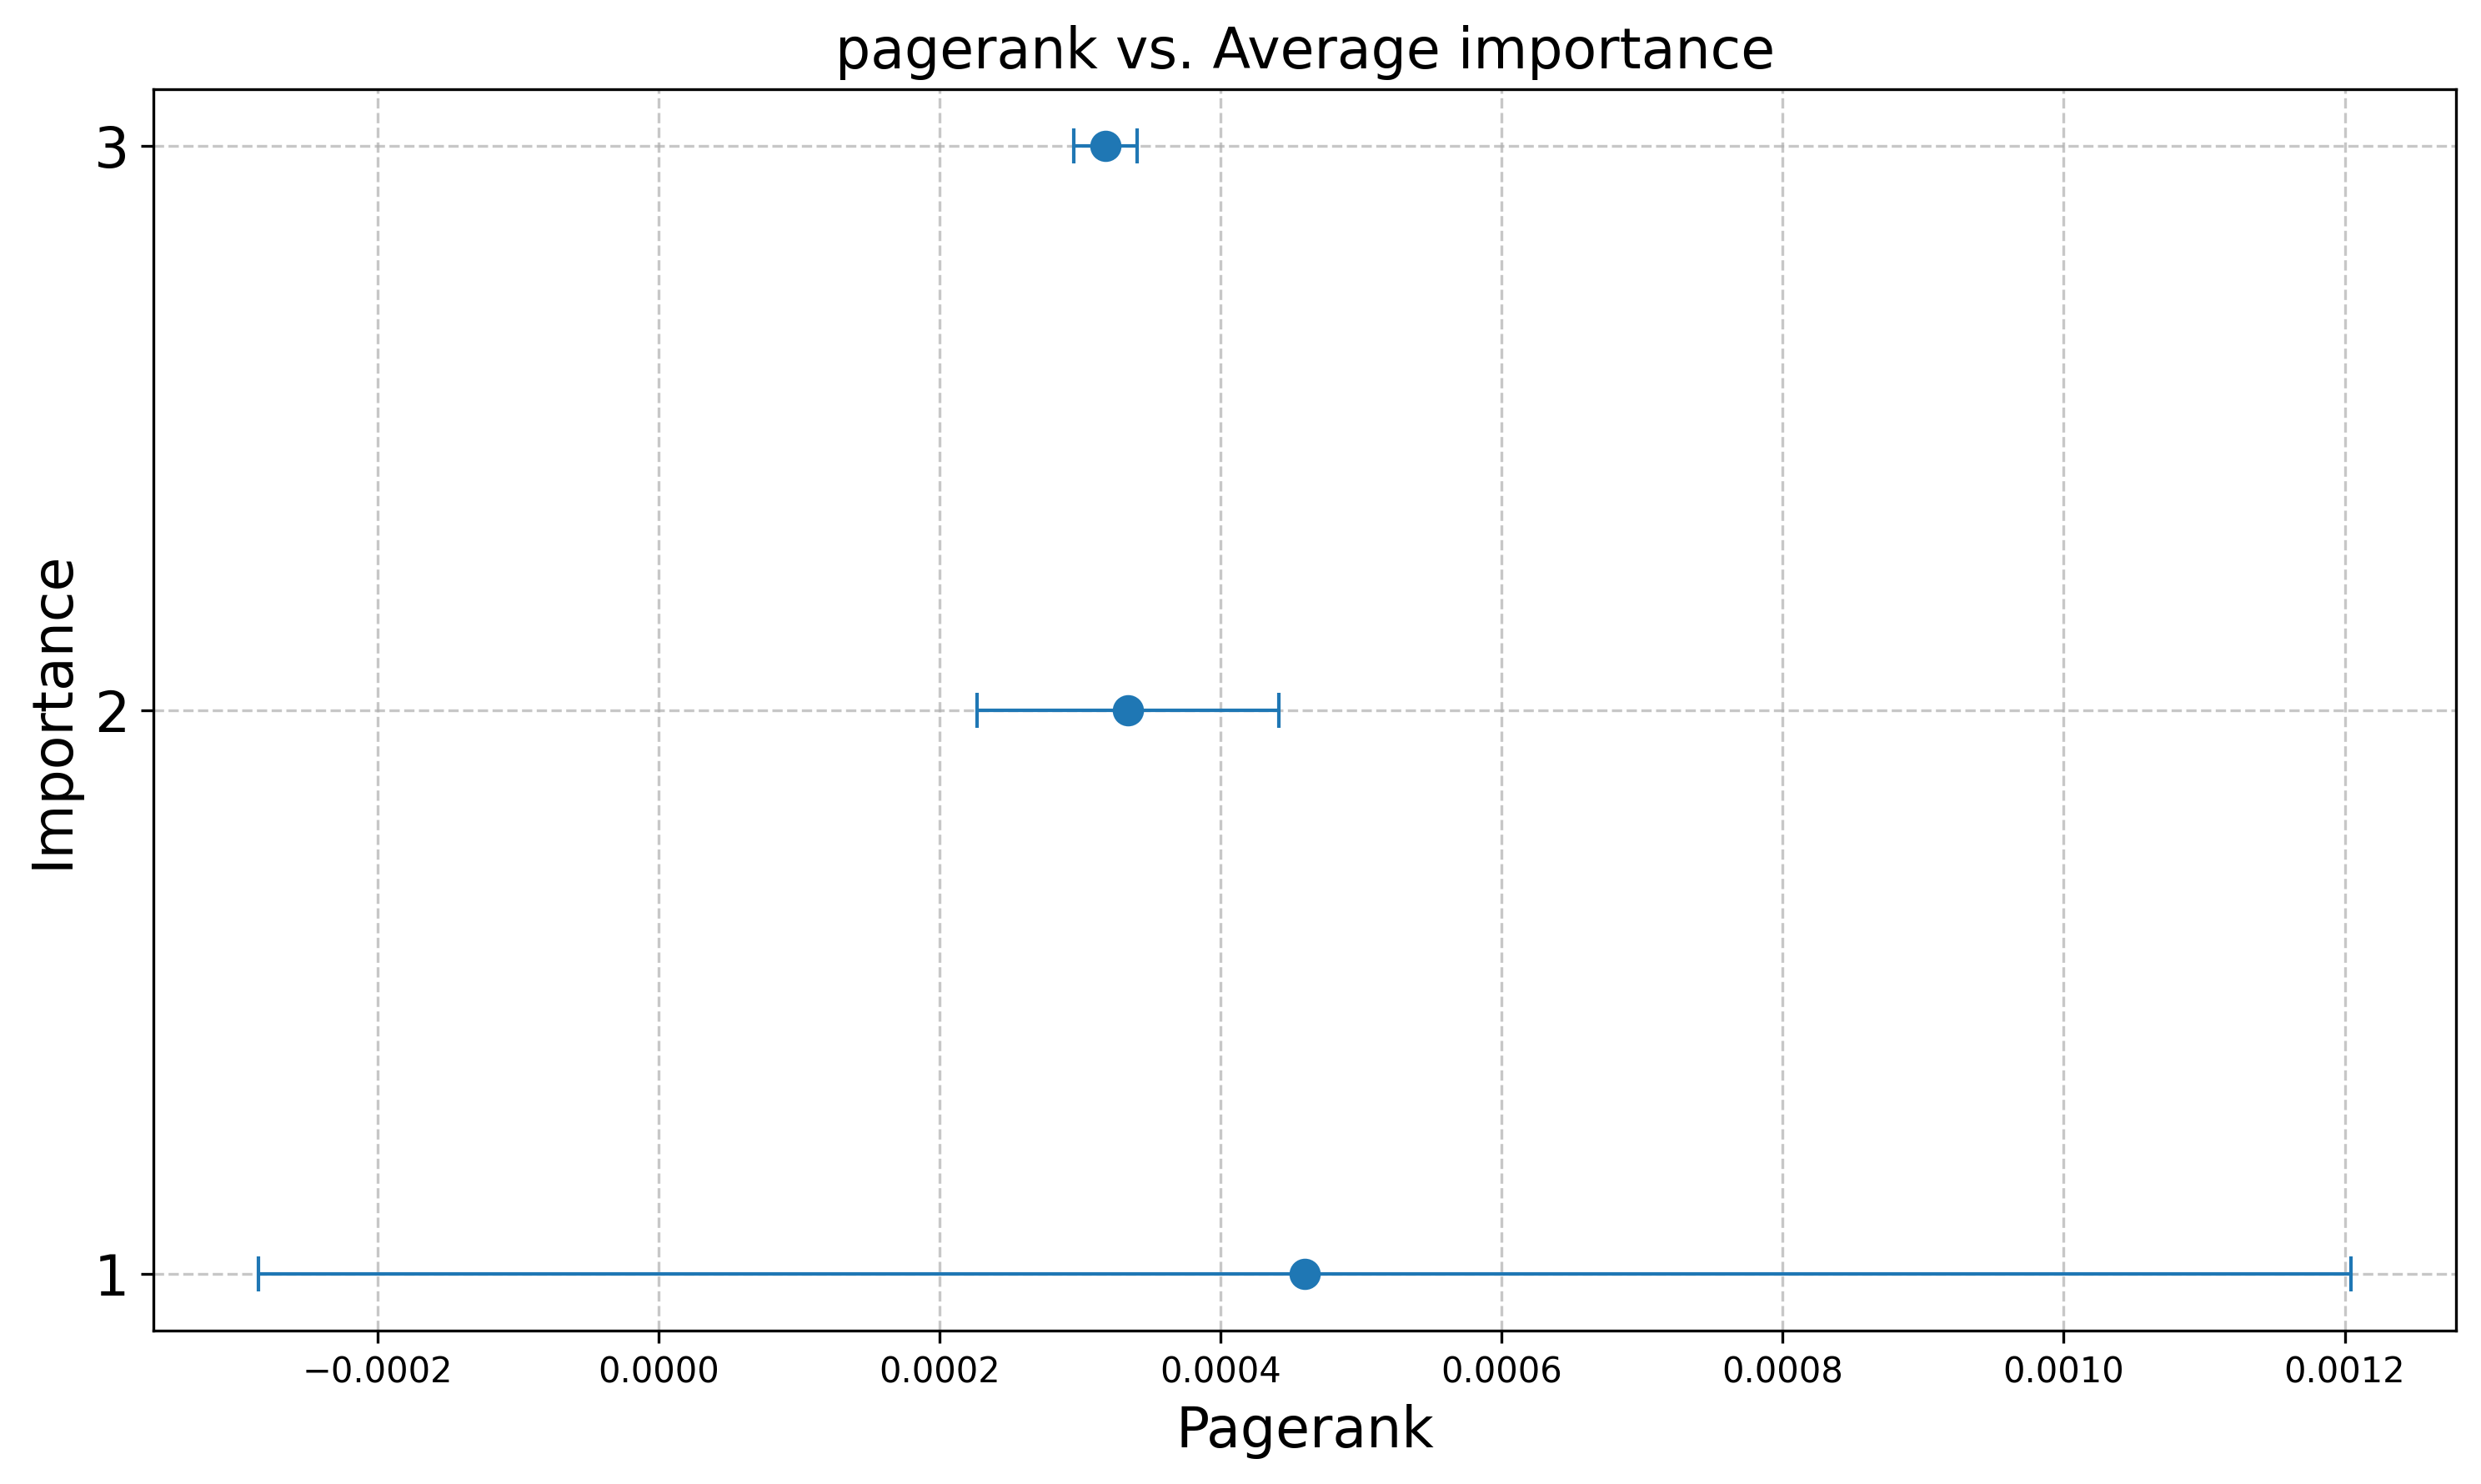 pagerank vs. Average importance
3
2
1
Importance
−0.0002 0.0000 0.0002 0.0004 0.0006 0.0008 0.0010 0.0012
Pagerank